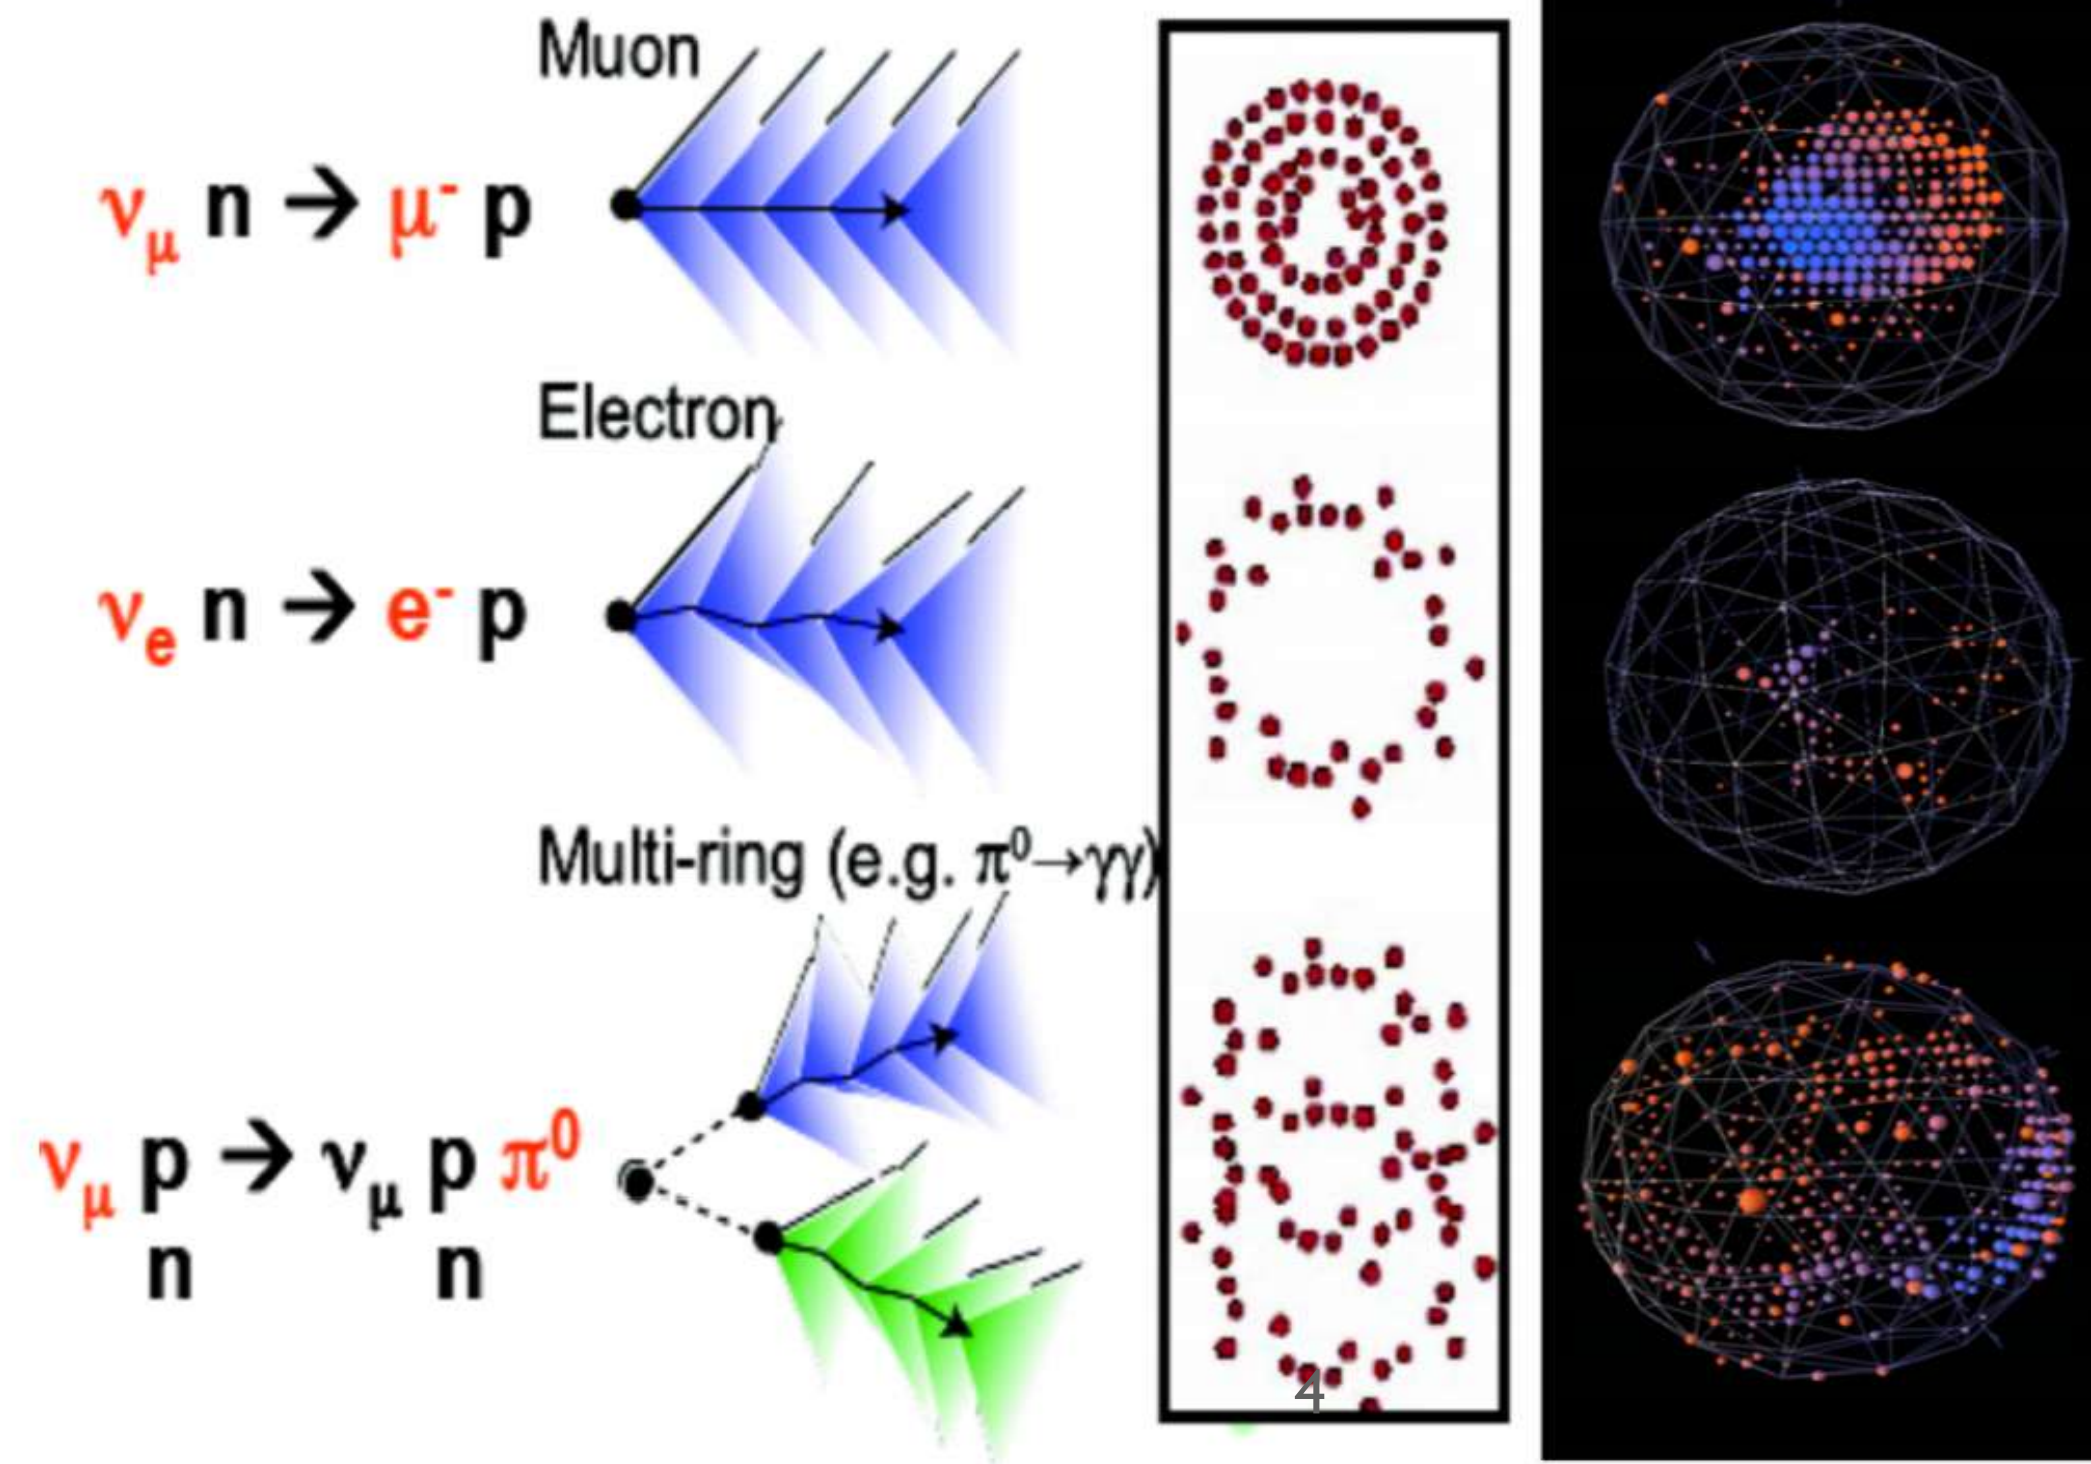 Muon
νμ n → μ⁻ p
Electron
νe n → e⁻ p
Multi-ring (e.g. π⁰→γγ)
νμ p → νμ p π⁰
n n
4